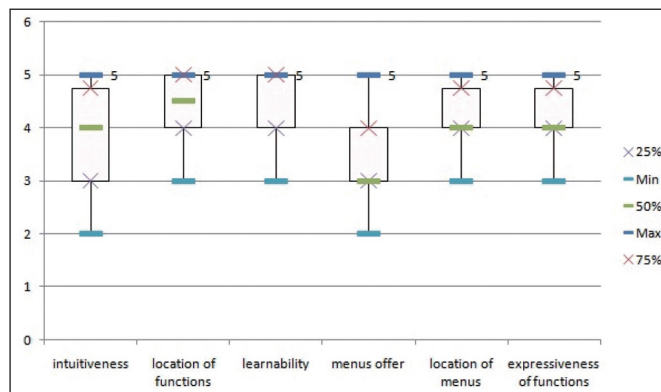 6
5
4
3
2
1
0
5
5
5
5
5
5
25%
Min
50%
Max
75%
intuitiveness
location of
functions
learnability
menus offer
location of
menus
expressiveness
of functions